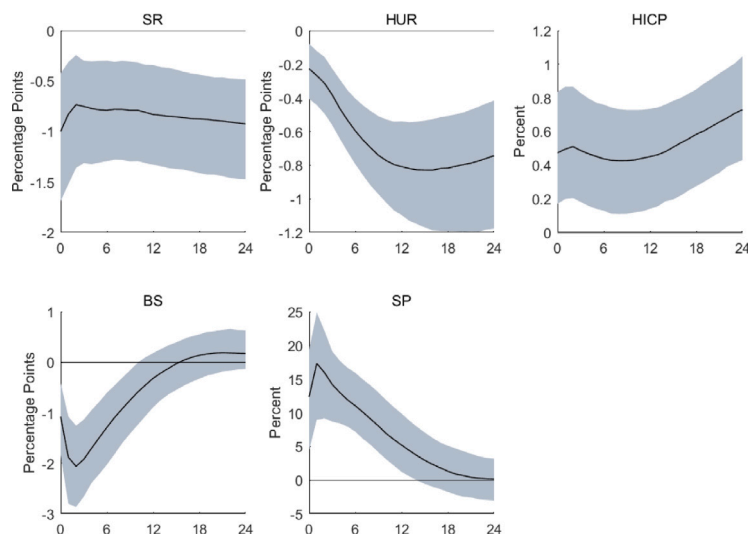 SR
Percentage Points
0
-0.5
-1
-1.5
-2
0 6 12 18 24
HUR
Percentage Points
0
-0.2
-0.4
-0.6
-0.8
-1
-1.2
0 6 12 18 24
HICP
Percent
1.2
1
0.8
0.6
0.4
0.2
0
0 6 12 18 24
BS
Percentage Points
1
0
-1
-2
-3
0 6 12 18 24
SP
Percent
25
20
15
10
5
0
-5
0 6 12 18 24